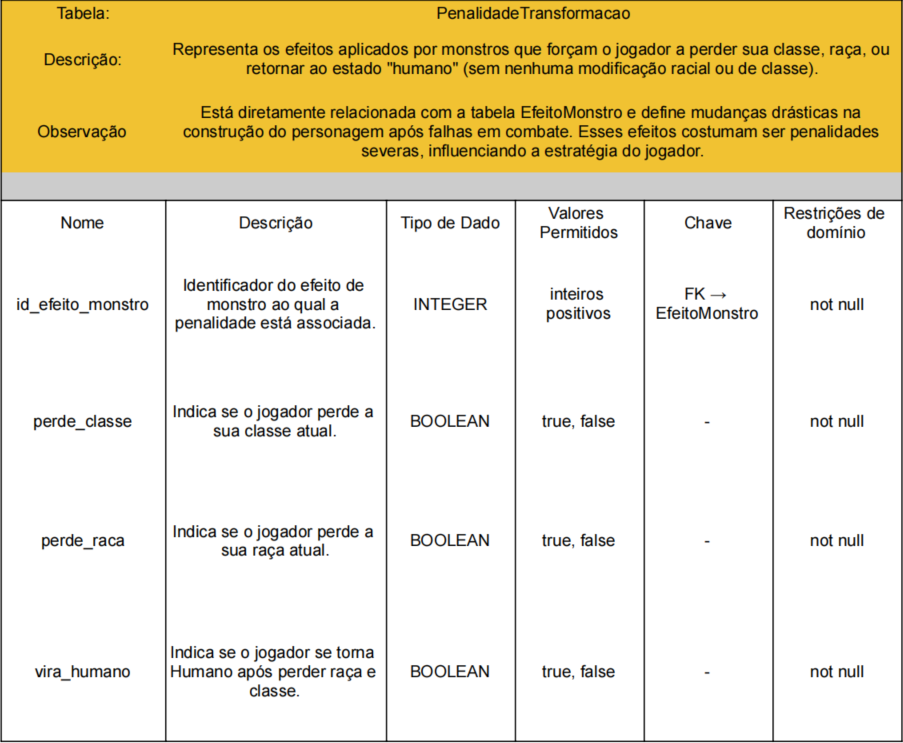 Tabela: PenalidadeTransformacao
Descrição: Representa os efeitos aplicados por monstros que forçam o jogador a perder sua classe, raça, ou
retornar ao estado "humano" (sem nenhuma modificação racial ou de classe).
Observação
Está diretamente relacionada com a tabela EfeitoMonstro e define mudanças drásticas na
construção do personagem após falhas em combate. Esses efeitos costumam ser penalidades
severas, influenciando a estratégia do jogador.
Nome
Descrição
Tipo de Dado
Valores
Permitidos
Chave
Restrições de
domínio
id_efeito_monstro
Identificador do efeito de
monstro ao qual a
penalidade está associada.
INTEGER
inteiros
positivos
FK →
EfeitoMonstro
not null
perde_classe
Indica se o jogador perde a
sua classe atual.
BOOLEAN
true, false
-
not null
perde_raca
Indica se o jogador perde a
sua raça atual.
BOOLEAN
true, false
-
not null
vira_humano
Indica se o jogador se torna
Humano após perder raça e
classe.
BOOLEAN
true, false
-
not null